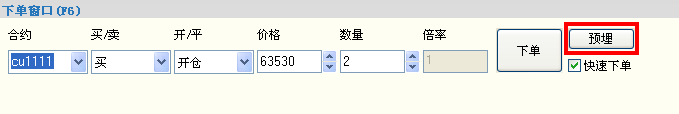 下单窗口(F6)
合约 买/卖 开/平 价格 数量 倍率
cu1111 买 开仓 63530 2 1 下单 预埋
快速下单